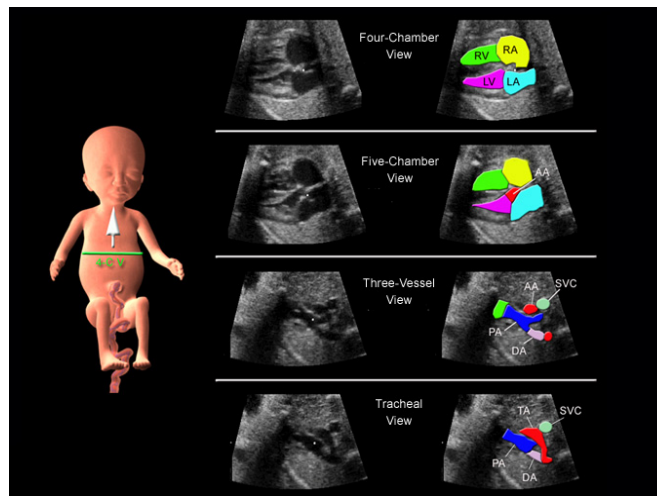 Four-Chamber
View
RV
RA
LV
LA
Five-Chamber
View
AA
4-C V
Three-Vessel
View
AA
SVC
PA
DA
Tracheal
View
TA
SVC
PA
DA